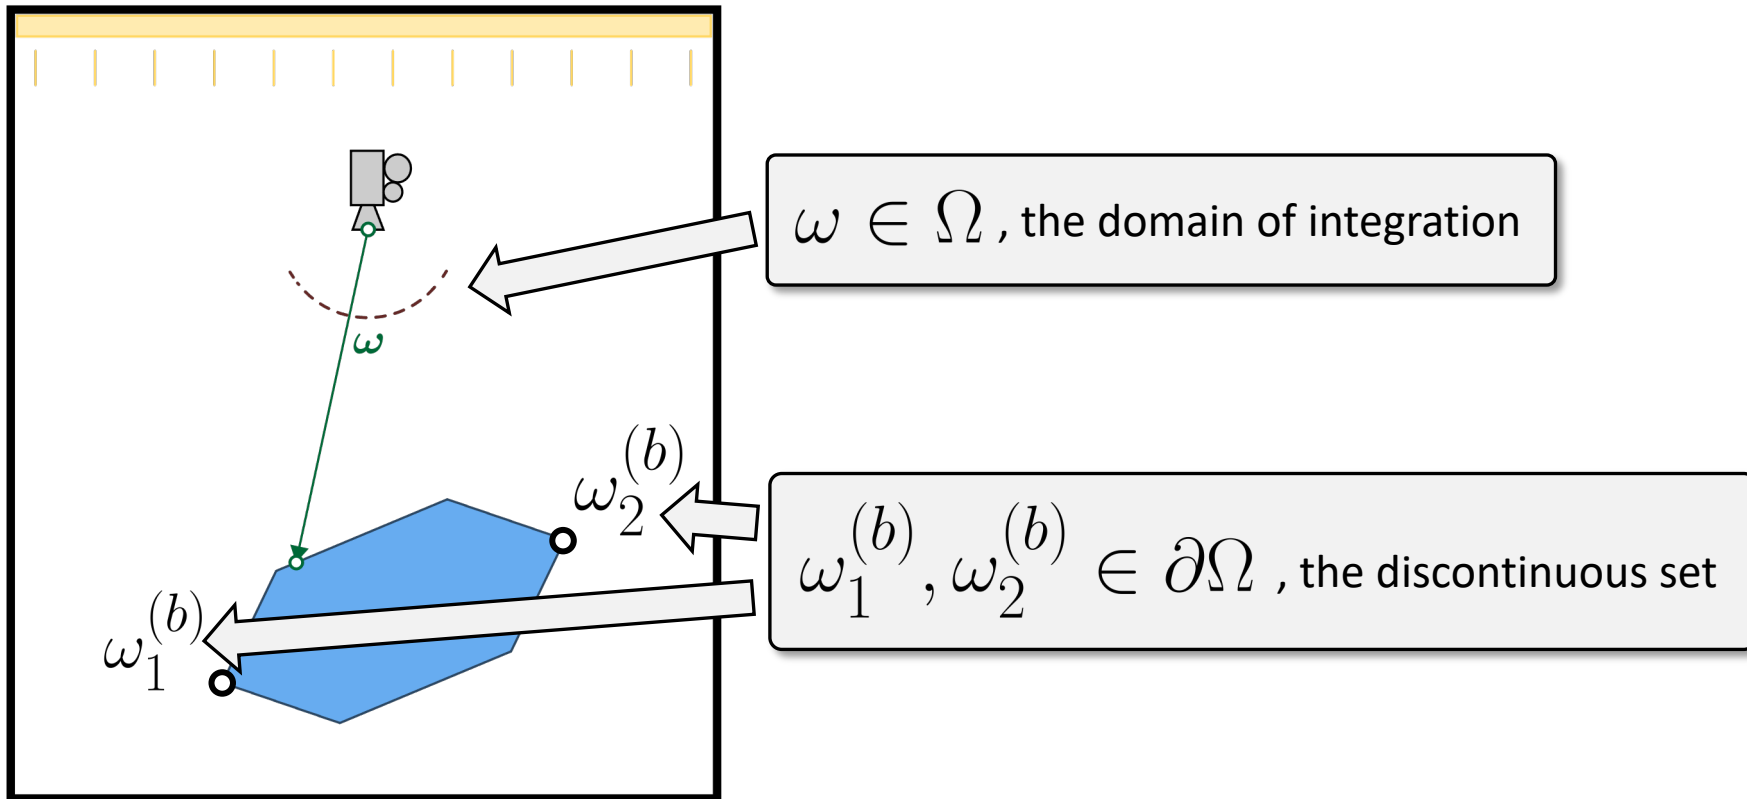 ω ∈ Ω , the domain of integration
ω
ω₂⁽ᵇ⁾
ω₁⁽ᵇ⁾, ω₂⁽ᵇ⁾ ∈ ∂Ω , the discontinuous set
ω₁⁽ᵇ⁾